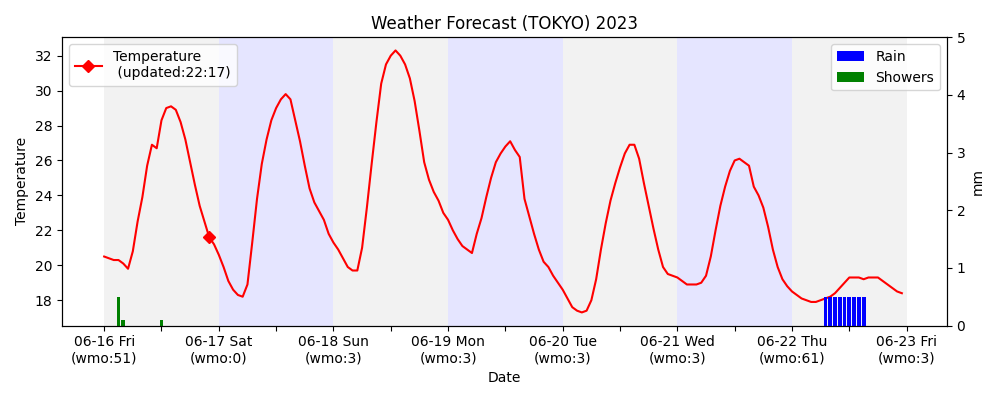 Weather Forecast (TOKYO) 2023
Temperature
(updated:22:17)
Rain
Showers
Temperature
32
30
28
26
24
22
20
18
5
4
3
2
1
0
mm
06-16 Fri
(wmo:51)
06-17 Sat
(wmo:0)
06-18 Sun
(wmo:3)
06-19 Mon
(wmo:3)
06-20 Tue
(wmo:3)
06-21 Wed
(wmo:3)
06-22 Thu
(wmo:61)
06-23 Fri
(wmo:3)
Date